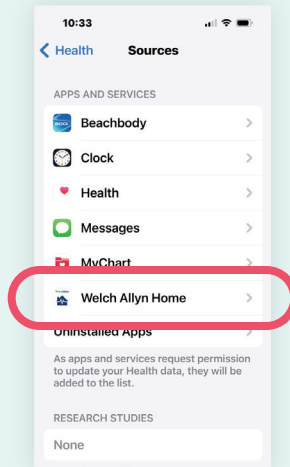 10:33
Health Sources
APPS AND SERVICES
Beachbody
Clock
Health
Messages
MyChart
Welch Allyn Home
Uninstalled Apps
As apps and services request permission
to update your Health data, they will be
added to the list.
RESEARCH STUDIES
None